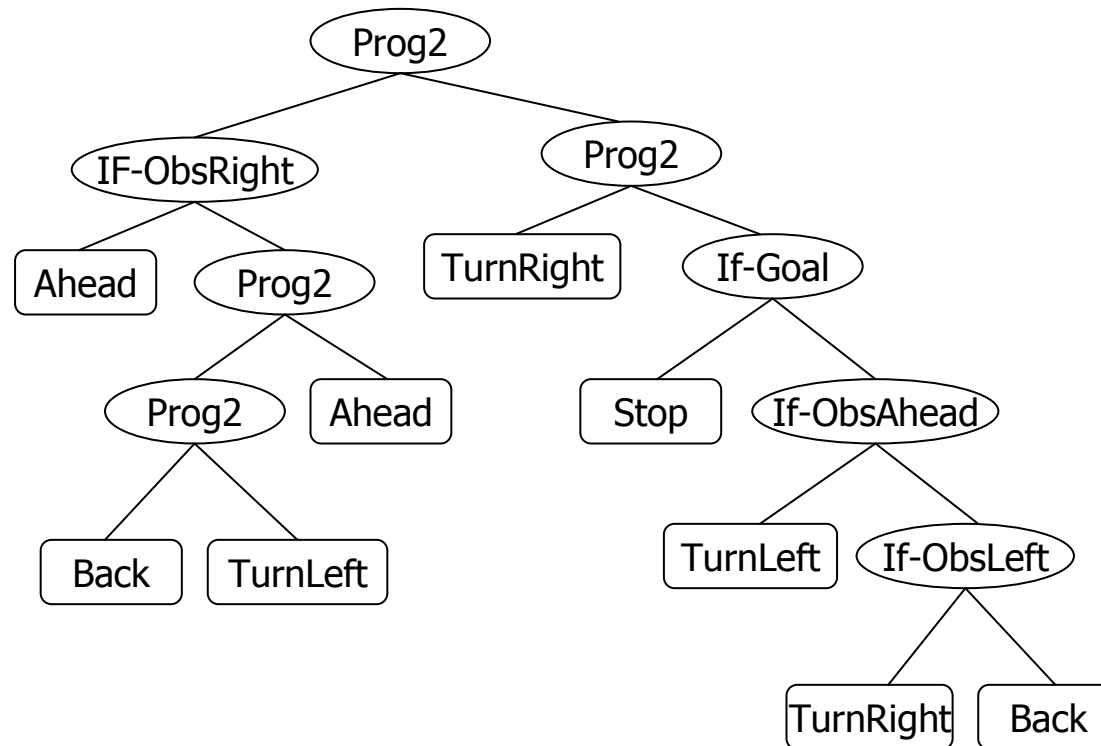 Prog2
IF-ObsRight
Prog2
Ahead
Prog2
TurnRight
If-Goal
Prog2
Ahead
Stop
If-ObsAhead
Back
TurnLeft
TurnLeft
If-ObsLeft
TurnRight
Back